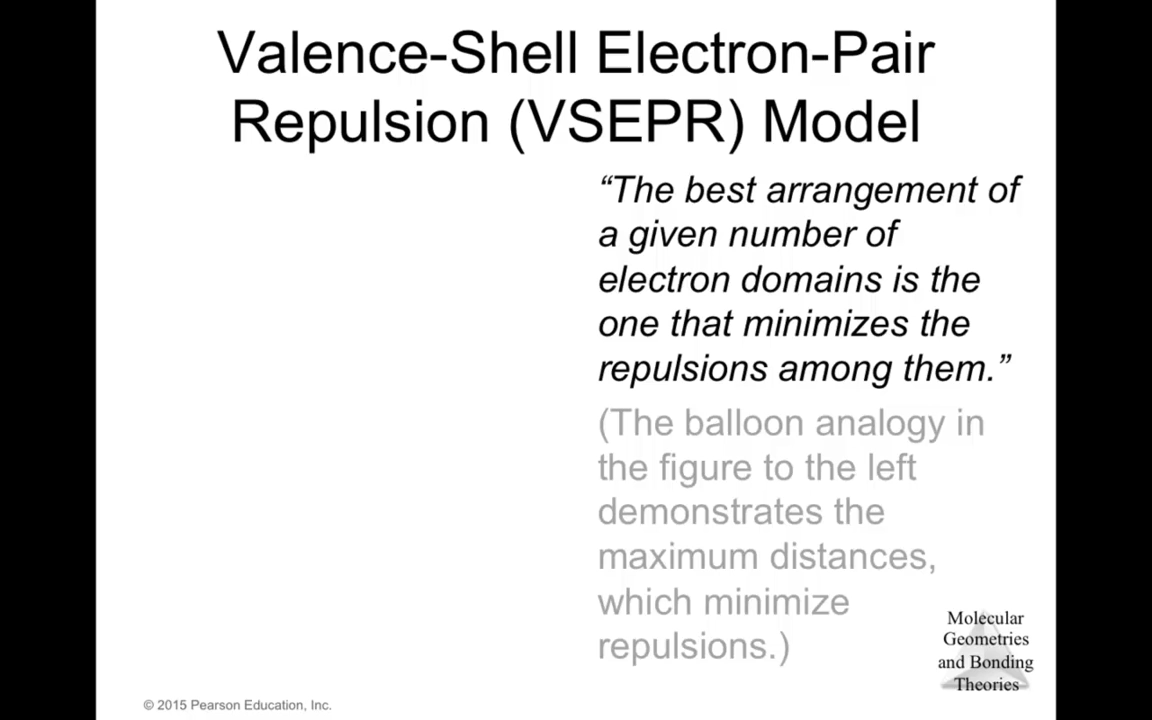 Valence-Shell Electron-Pair
Repulsion (VSEPR) Model
“The best arrangement of
a given number of
electron domains is the
one that minimizes the
repulsions among them.”
(The balloon analogy in
the figure to the left
demonstrates the
maximum distances,
which minimize
repulsions.)
Molecular
Geometries
and Bonding
Theories
© 2015 Pearson Education, Inc.